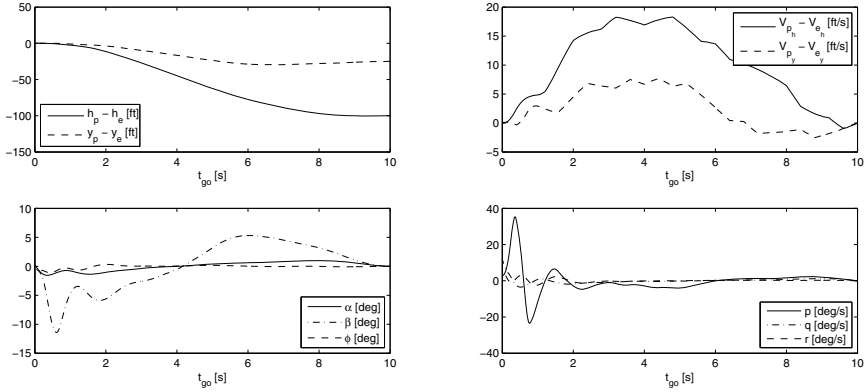 50
0
−50
−100
−150
0 2 4 6 8 10
t_go [s]
h_p − h_e [ft]
y_p − y_e [ft]
20
15
10
5
0
−5
0 2 4 6 8 10
t_go [s]
V_p_h − V_e_h [ft/s]
V_p_y − V_e_y [ft/s]
10
5
0
−5
−10
−15
0 2 4 6 8 10
t_go [s]
α [deg]
β [deg]
ϕ [deg]
40
20
0
−20
−40
0 2 4 6 8 10
t_go [s]
p [deg/s]
q [deg/s]
r [deg/s]